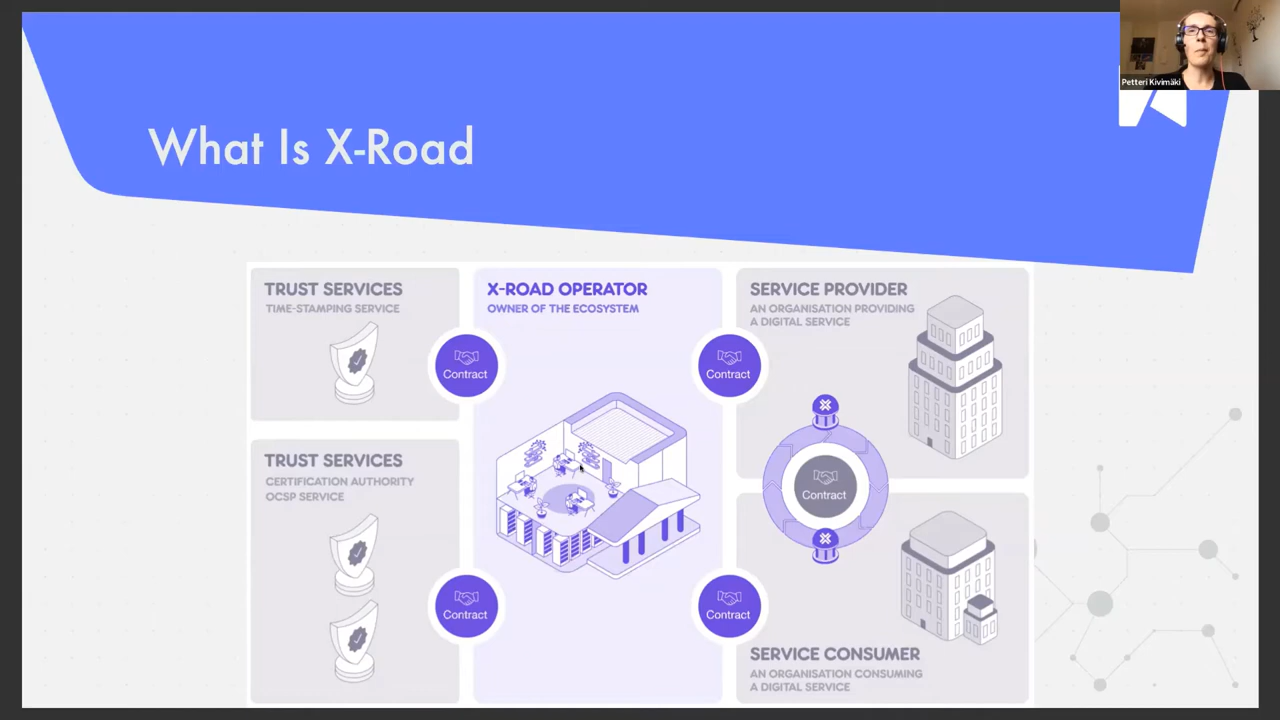 Petteri Kivimäki
What Is X-Road
TRUST SERVICES
TIME-STAMPING SERVICE
X-ROAD OPERATOR
OWNER OF THE ECOSYSTEM
SERVICE PROVIDER
AN ORGANISATION PROVIDING
A DIGITAL SERVICE
Contract
Contract
TRUST SERVICES
CERTIFICATION AUTHORITY
OCSP SERVICE
Contract
Contract
Contract
SERVICE CONSUMER
AN ORGANISATION CONSUMING
A DIGITAL SERVICE